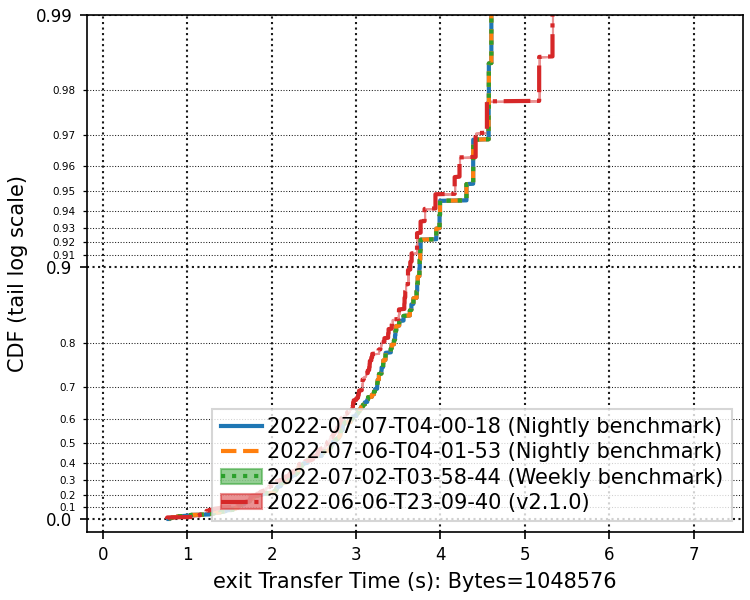 0.99
0.98
0.97
0.96
0.95
0.94
0.93
0.92
0.91
0.9
0.8
0.7
0.6
0.5
0.4
0.3
0.2
0.1
0.0
CDF (tail log scale)
2022-07-07-T04-00-18 (Nightly benchmark)
2022-07-06-T04-01-53 (Nightly benchmark)
2022-07-02-T03-58-44 (Weekly benchmark)
2022-06-06-T23-09-40 (v2.1.0)
0 1 2 3 4 5 6 7
exit Transfer Time (s): Bytes=1048576